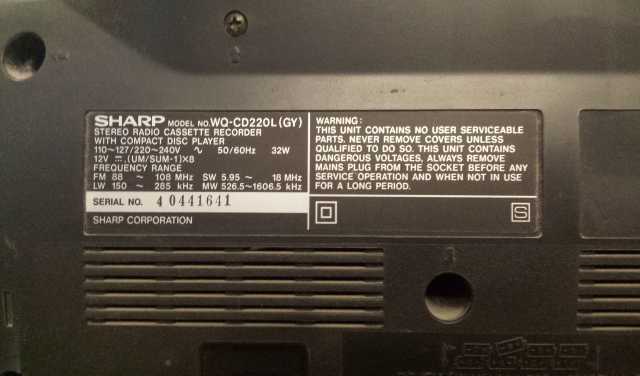 SHARP MODEL NO. WQ-CD220L(GY)
STEREO RADIO CASSETTE RECORDER
WITH COMPACT DISC PLAYER
110~127/220~240V ∿ 50/60Hz 32W
12V ⎓ (UM/SUM-1)×8
FREQUENCY RANGE
FM 88 ~ 108 MHz SW 5.95 ~ 18 MHz
LW 150 ~ 285 kHz MW 526.5~1606.5 kHz
SERIAL NO. 40441641
SHARP CORPORATION
WARNING:
THIS UNIT CONTAINS NO USER SERVICEABLE
PARTS. NEVER REMOVE COVERS UNLESS
QUALIFIED TO DO SO. THIS UNIT CONTAINS
DANGEROUS VOLTAGES, ALWAYS REMOVE
MAINS PLUG FROM THE SOCKET BEFORE ANY
SERVICE OPERATION AND WHEN NOT IN USE
FOR A LONG PERIOD.
S